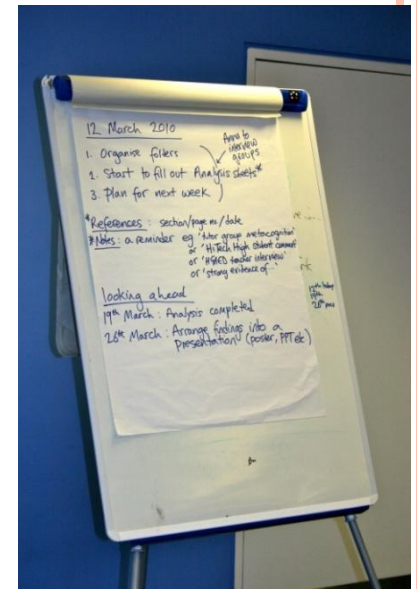 12 March 2010
1. Organise folders
2. Start to fill out Analysis sheets*
3. Plan for next week
Anna to
interview
groups
*References: section/page no/date
*Notes: a reminder eg 'tutor group metacognition'
or 'HiTech High student comment'
or 'teacher interview'
or 'strong evidence of...'
looking ahead
19th March: Analysis completed
26th March: Arrange findings into a
presentation (poster, PPT etc)